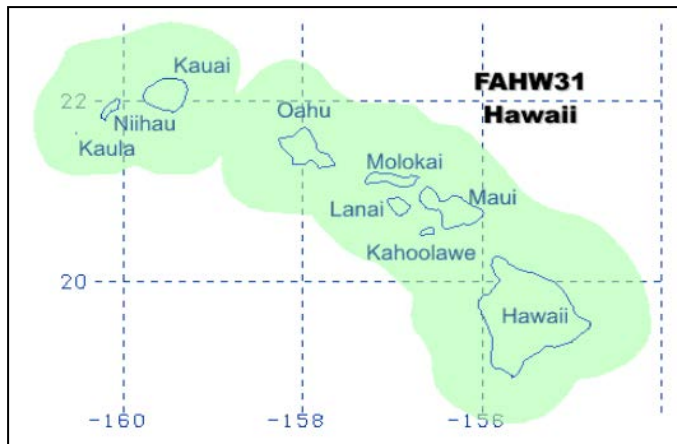 Kauai
FAHW31
Hawaii
22
Oahu
Niihau
Kaula
Molokai
Maui
Lanai
Kahoolawe
20
Hawaii
-160
-158
-156